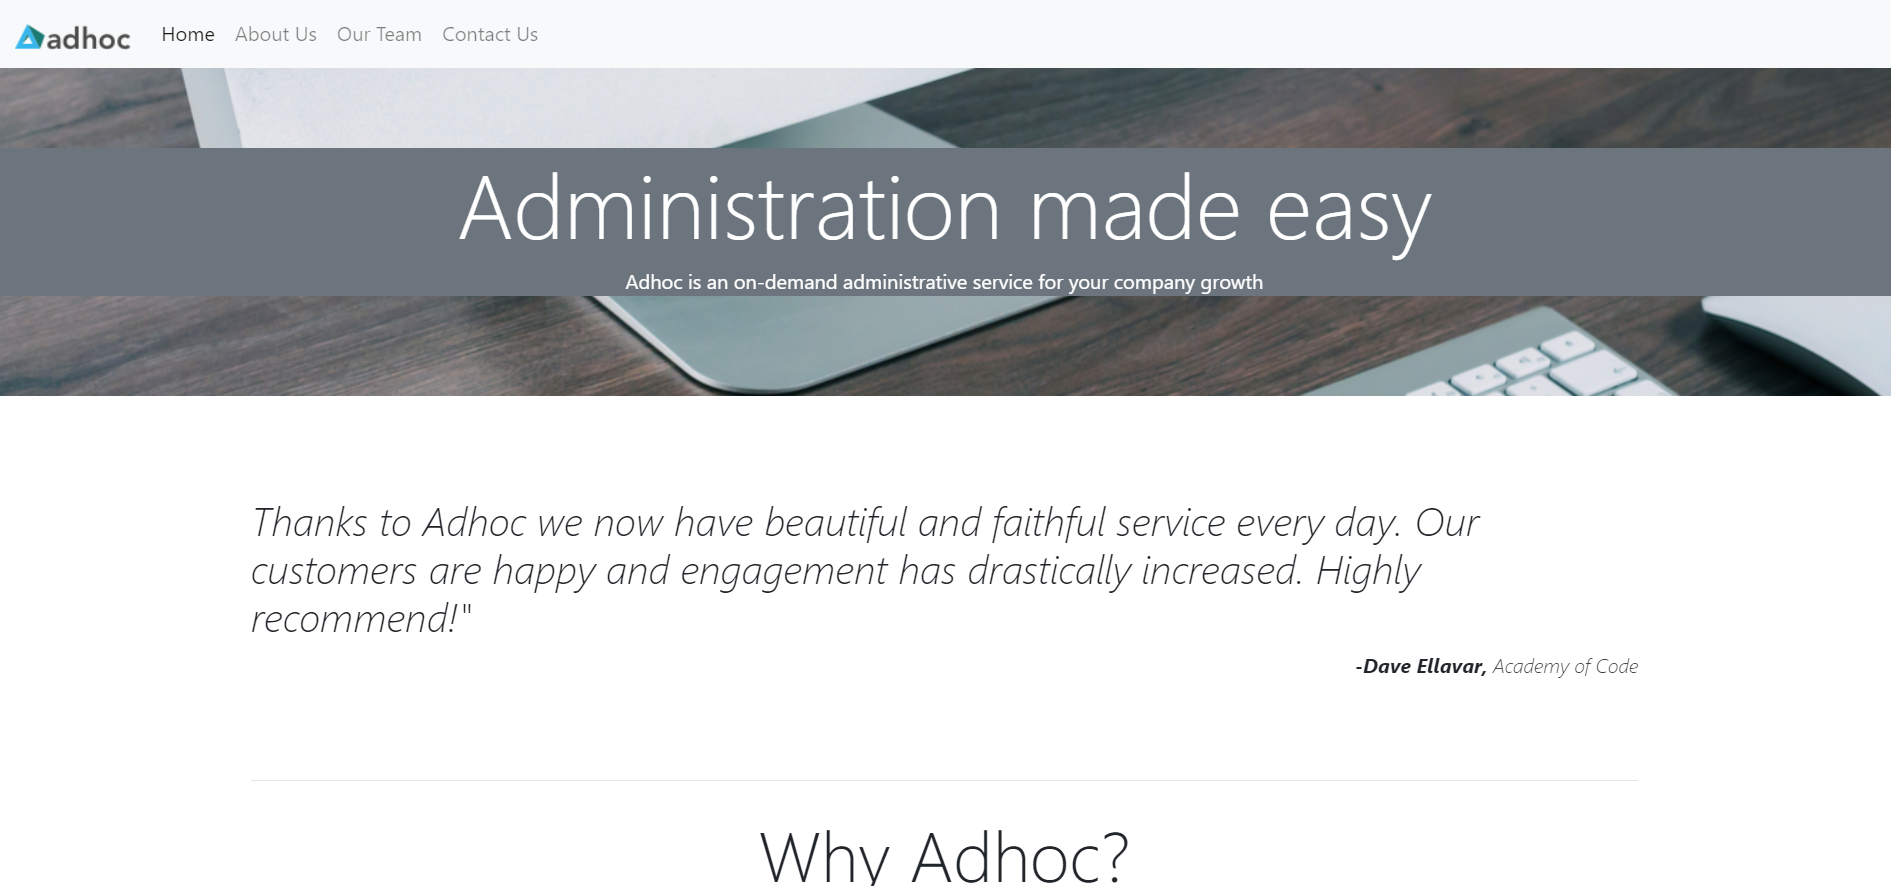 adhoc
Home About Us Our Team Contact Us
Administration made easy
Adhoc is an on-demand administrative service for your company growth
Thanks to Adhoc we now have beautiful and faithful service every day. Our
customers are happy and engagement has drastically increased. Highly
recommend!"
-Dave Ellavar, Academy of Code
Why Adhoc?